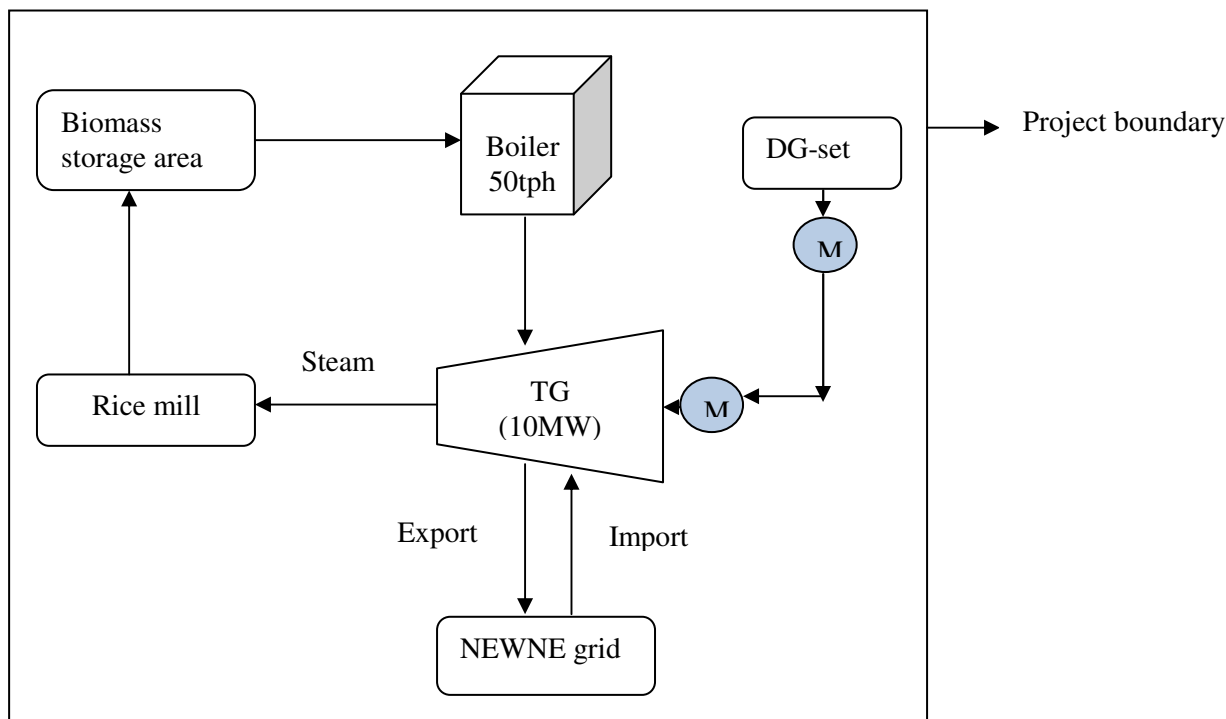 Biomass
storage area
Boiler
50tph
DG-set
Project boundary
M
Steam
Rice mill
TG
(10MW)
M
Export
Import
NEWNE grid